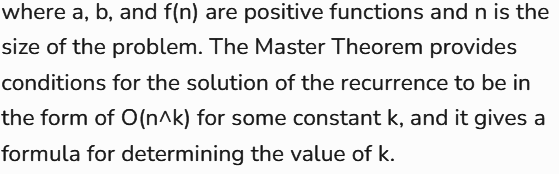 where a, b, and f(n) are positive functions and n is the
size of the problem. The Master Theorem provides
conditions for the solution of the recurrence to be in
the form of O(n^k) for some constant k, and it gives a
formula for determining the value of k.